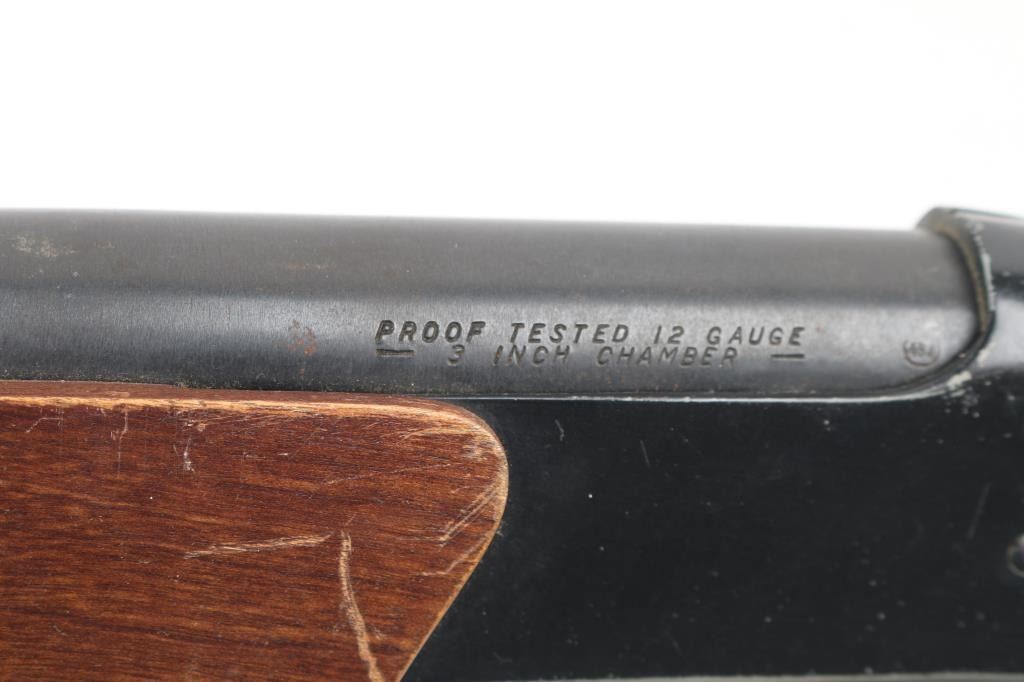 PROOF TESTED 12 GAUGE
— 3 INCH CHAMBER —